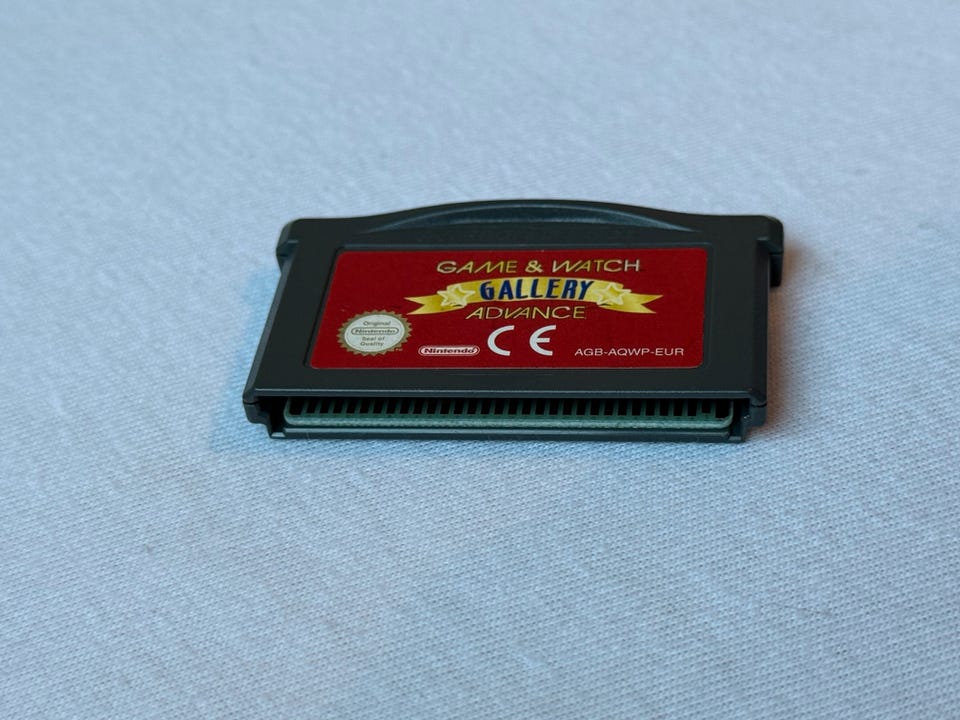 GAME & WATCH
GALLERY
ADVANCE
Original
Nintendo
Seal of
Quality
Nintendo
CE
AGB-AQWP-EUR